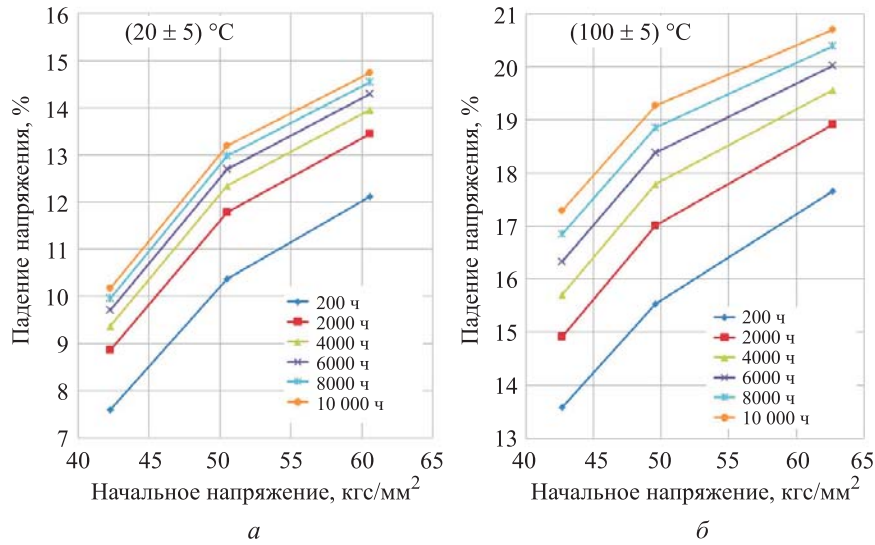 (20 ± 5) °C
Падение напряжения, %
16
15
14
13
12
11
10
9
8
7
200 ч
2000 ч
4000 ч
6000 ч
8000 ч
10 000 ч
40 45 50 55 60 65
Начальное напряжение, кгс/мм²
а
(100 ± 5) °C
Падение напряжения, %
21
20
19
18
17
16
15
14
13
200 ч
2000 ч
4000 ч
6000 ч
8000 ч
10 000 ч
40 45 50 55 60 65
Начальное напряжение, кгс/мм²
б